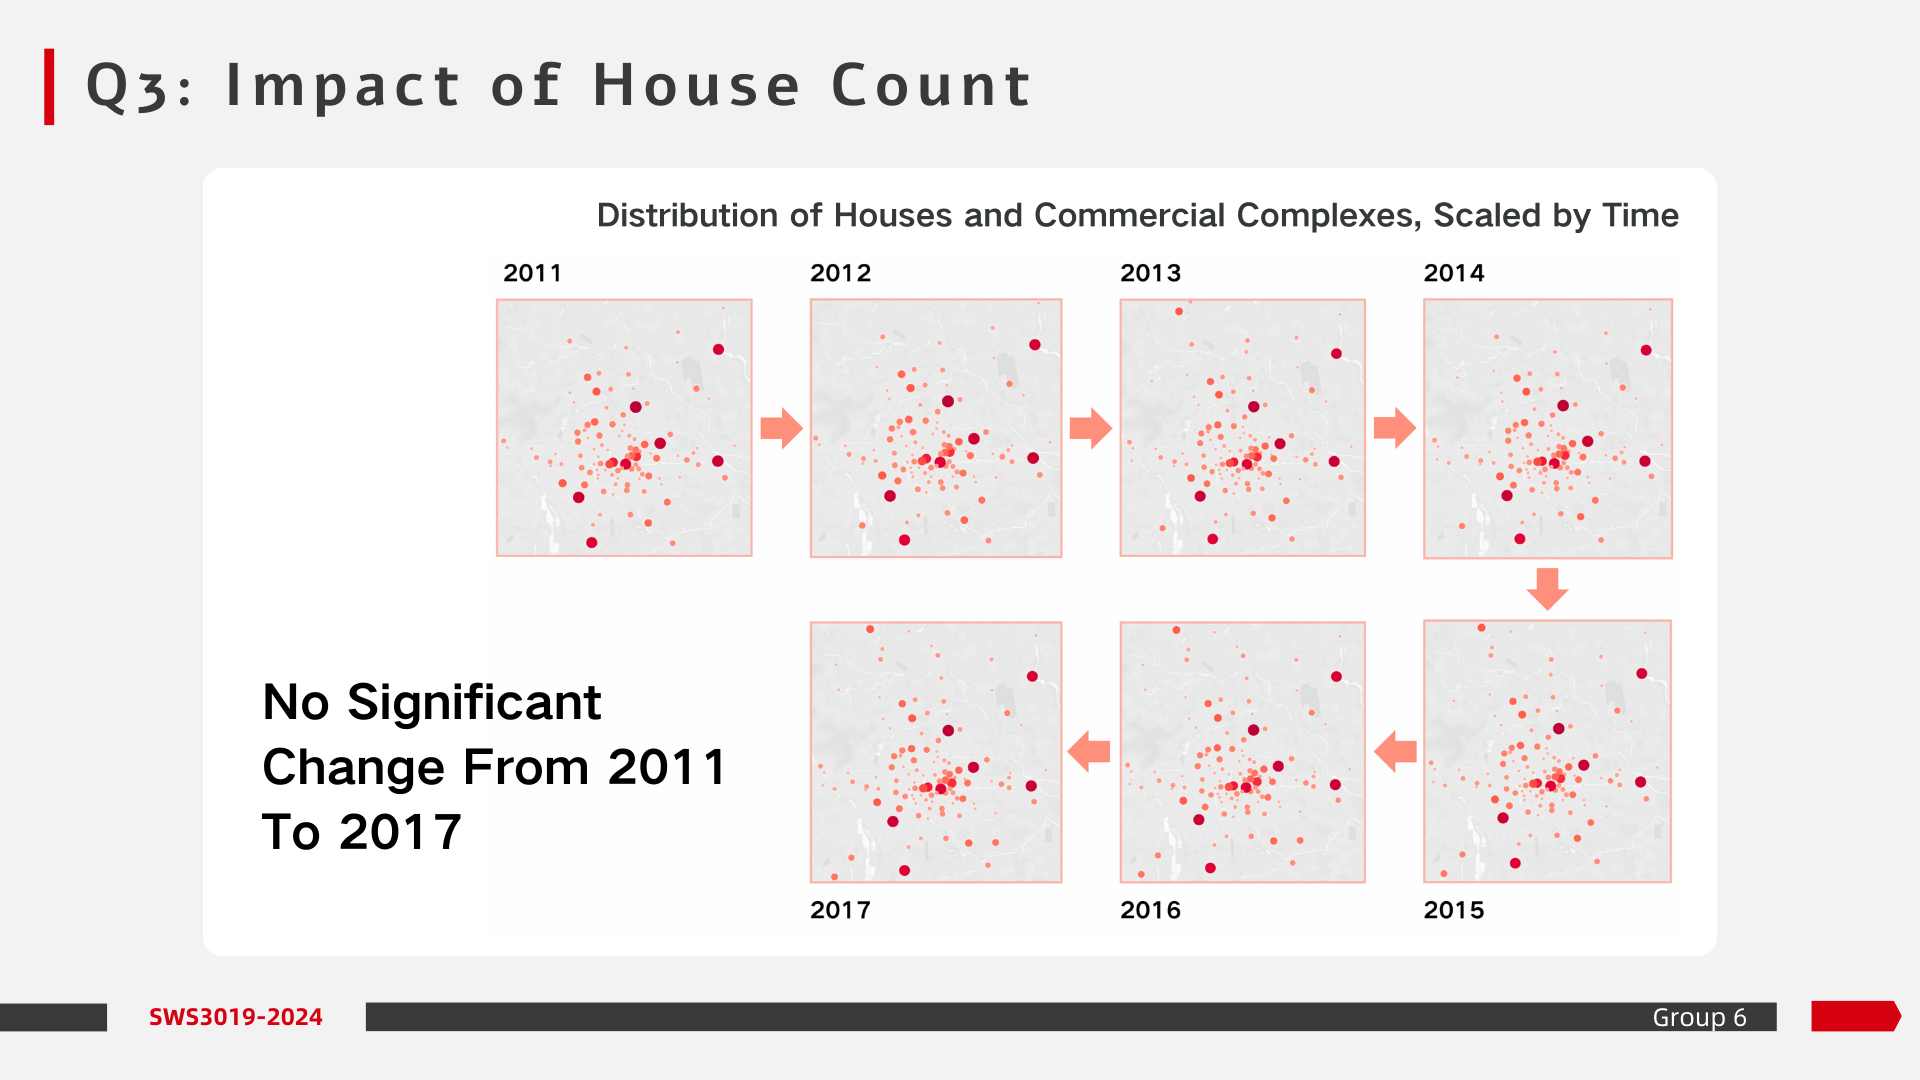 Q3: Impact of House Count
Distribution of Houses and Commercial Complexes, Scaled by Time
2011
2012
2013
2014
No Significant
Change From 2011
To 2017
2017
2016
2015
SWS3019-2024
Group 6